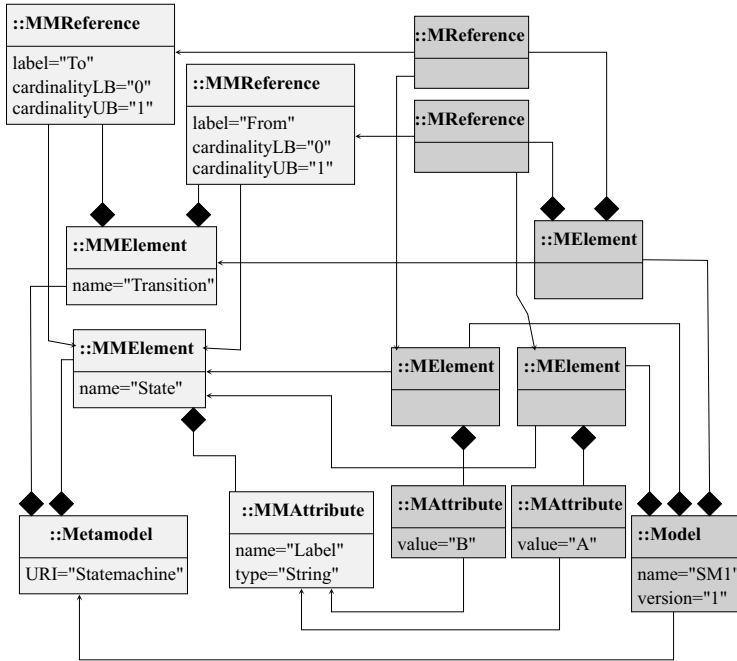 ::MMReference
label="To"
cardinalityLB="0"
cardinalityUB="1"
::MMReference
label="From"
cardinalityLB="0"
cardinalityUB="1"
::MReference
::MReference
::MMElement
name="Transition"
::MElement
::MMElement
name="State"
::MElement
::MElement
::Metamodel
URI="Statemachine"
::MMAttribute
name="Label"
type="String"
::MAttribute
value="B"
::MAttribute
value="A"
::Model
name="SM1"
version="1"